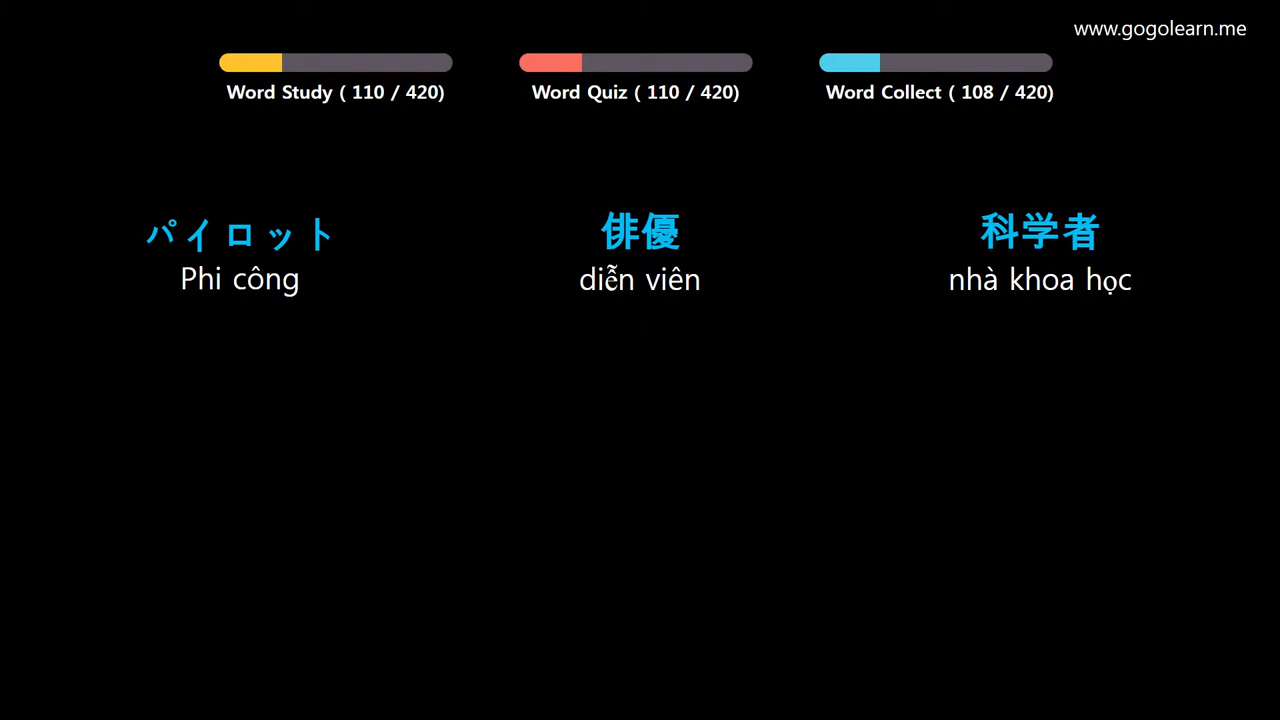 www.gogolearn.me
Word Study ( 110 / 420)
Word Quiz ( 110 / 420)
Word Collect ( 108 / 420)
パイロット
Phi công
俳優
diễn viên
科学者
nhà khoa học